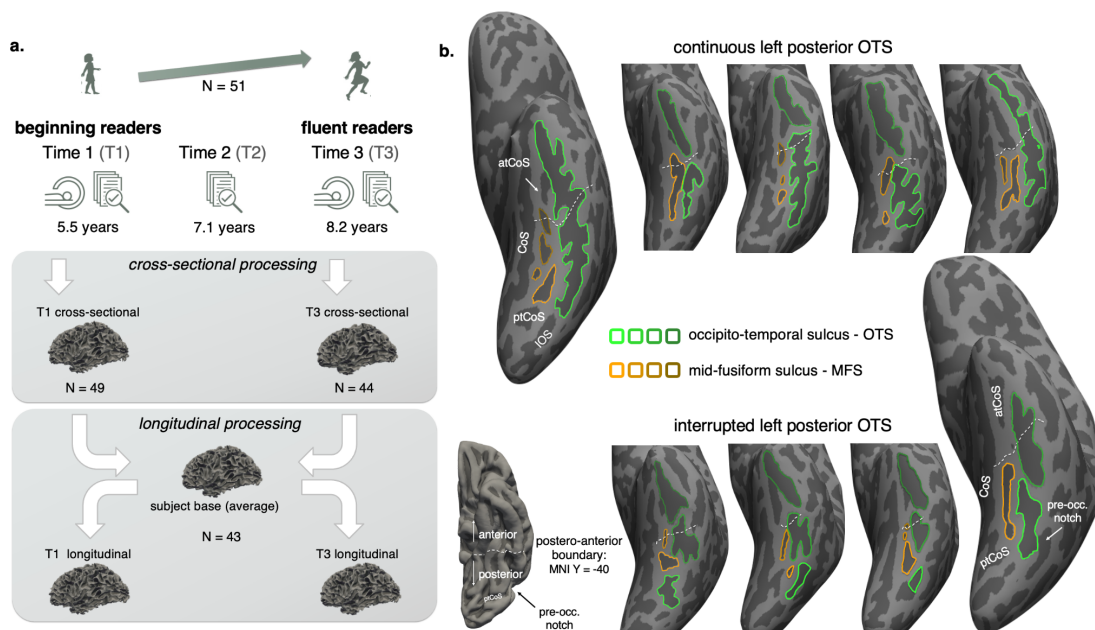 a.
N = 51
beginning readers
fluent readers
Time 1 (T1)
Time 2 (T2)
Time 3 (T3)
5.5 years
7.1 years
8.2 years
cross-sectional processing
T1 cross-sectional
T3 cross-sectional
N = 49
N = 44
longitudinal processing
subject base (average)
N = 43
T1 longitudinal
T3 longitudinal
b.
continuous left posterior OTS
atCoS
CoS
ptCoS
IOS
occipito-temporal sulcus - OTS
mid-fusiform sulcus - MFS
interrupted left posterior OTS
anterior
posterior
ptCoS
postero-anterior
boundary:
MNI Y = -40
pre-occ.
notch
atCoS
CoS
pre-occ.
notch
ptCoS